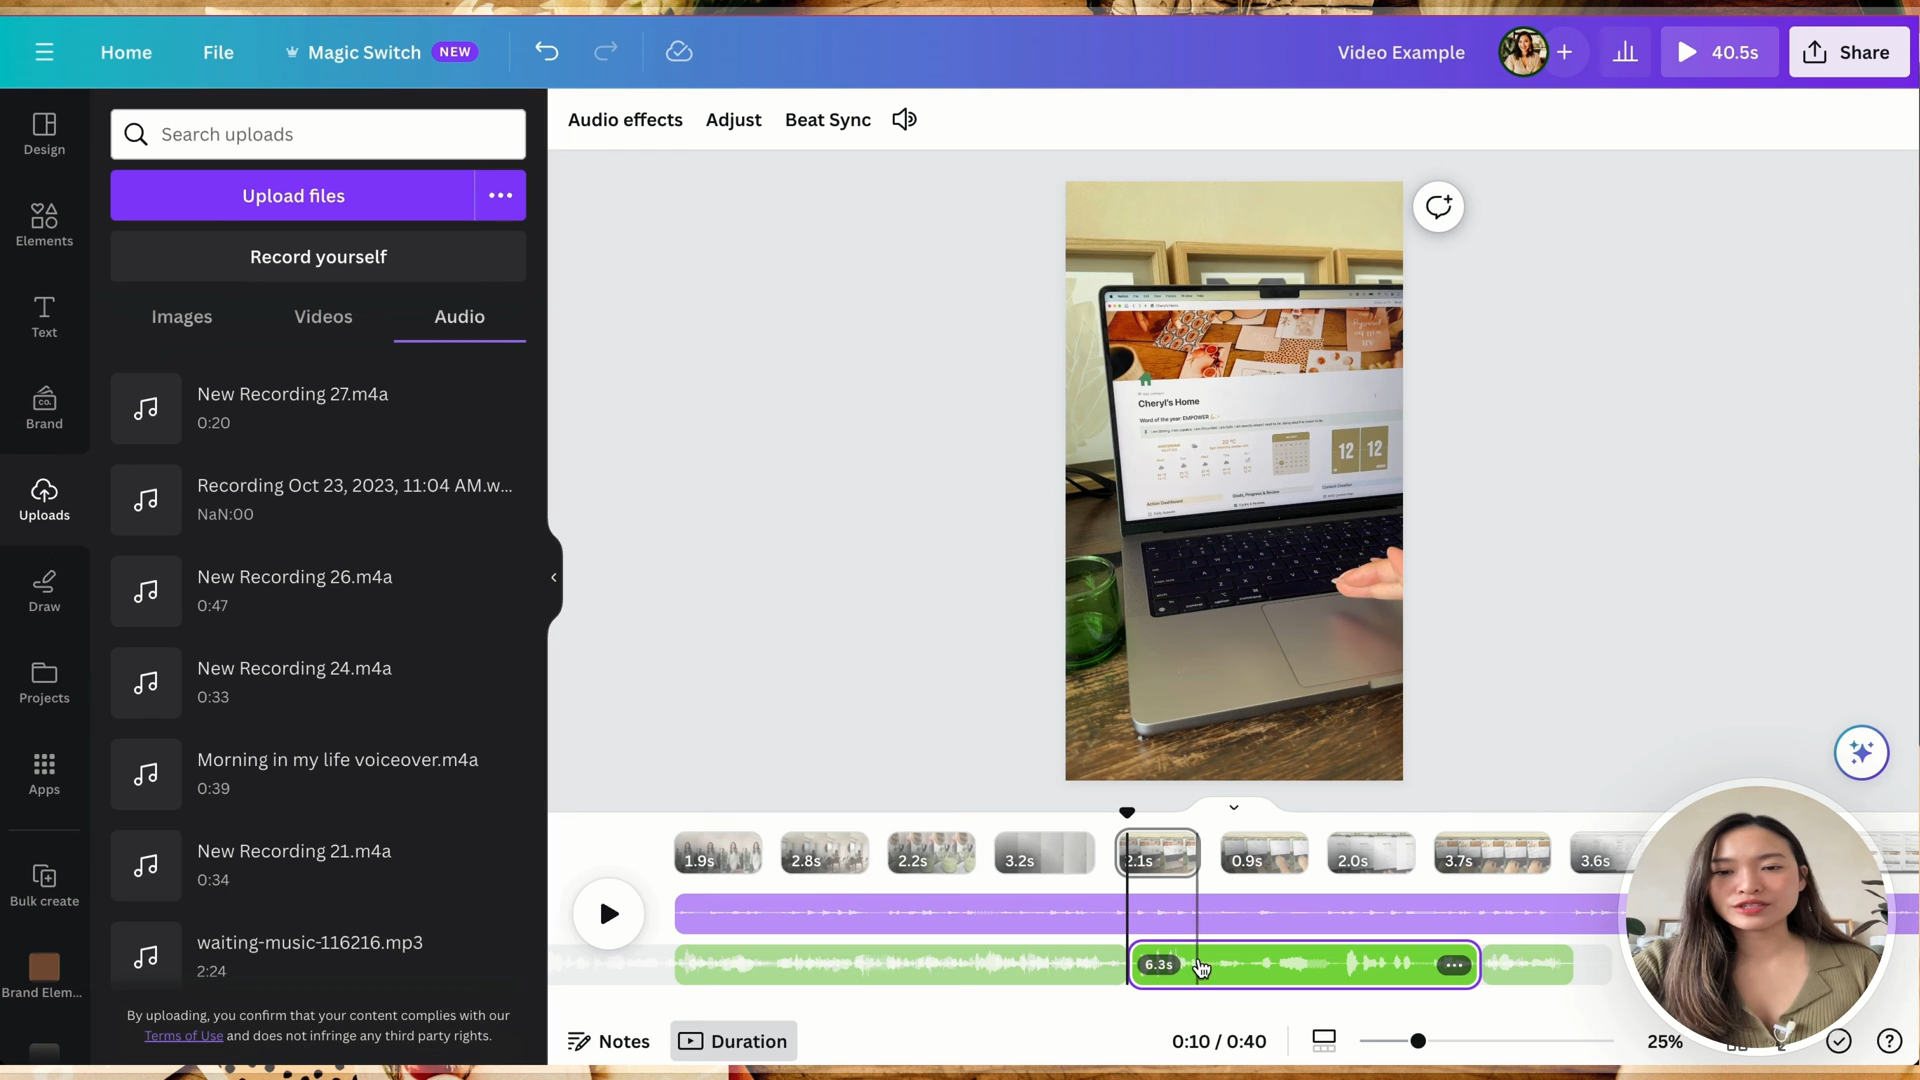 Home File Magic Switch NEW
Video Example 40.5s Share
Audio effects Adjust Beat Sync
Design
Elements
Text
Brand
Uploads
Draw
Projects
Apps
Bulk create
Brand Elem...
Search uploads
Upload files
Record yourself
Images Videos Audio
New Recording 27.m4a
0:20
Recording Oct 23, 2023, 11:04 AM.w...
NaN:00
New Recording 26.m4a
0:47
New Recording 24.m4a
0:33
Morning in my life voiceover.m4a
0:39
New Recording 21.m4a
0:34
waiting-music-116216.mp3
2:24
By uploading, you confirm that your content complies with our
Terms of Use and does not infringe any third party rights.
Cheryl's Home
Word of the year: EMPOWER
12 12
1.9s 2.8s 2.2s 3.2s 2.1s 0.9s 2.0s 3.7s 3.6s
6.3s
Notes Duration 0:10 / 0:40 25%